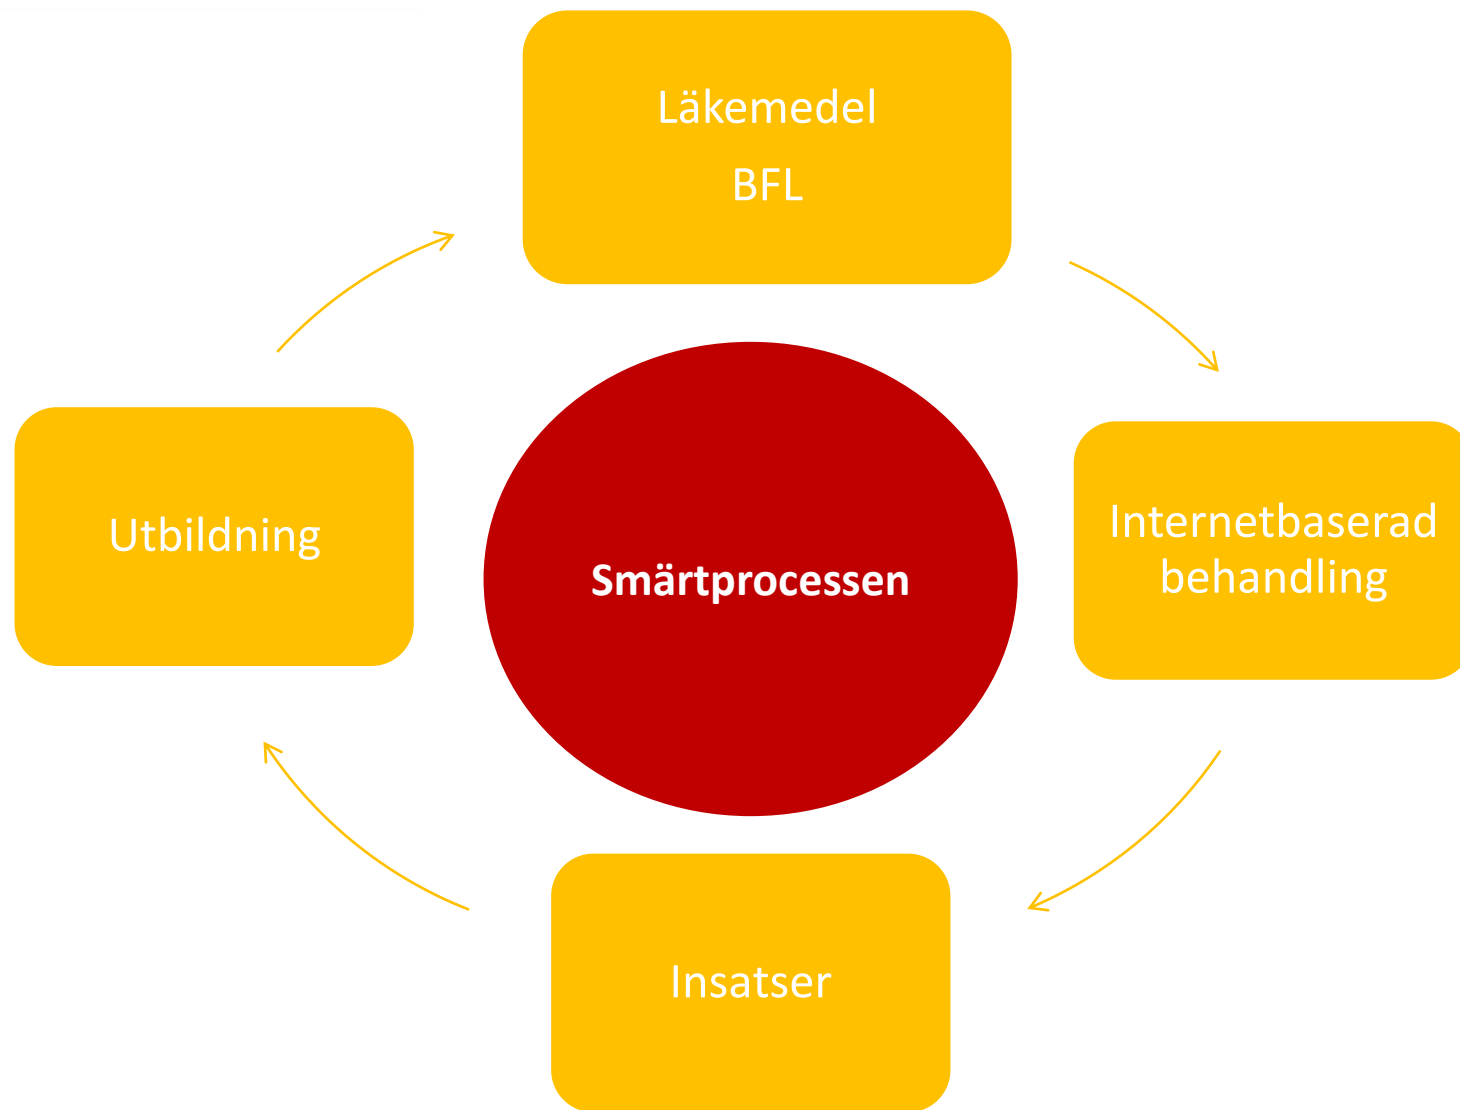 Läkemedel
BFL
Utbildning
Internetbaserad
behandling
Smärtprocessen
Insatser